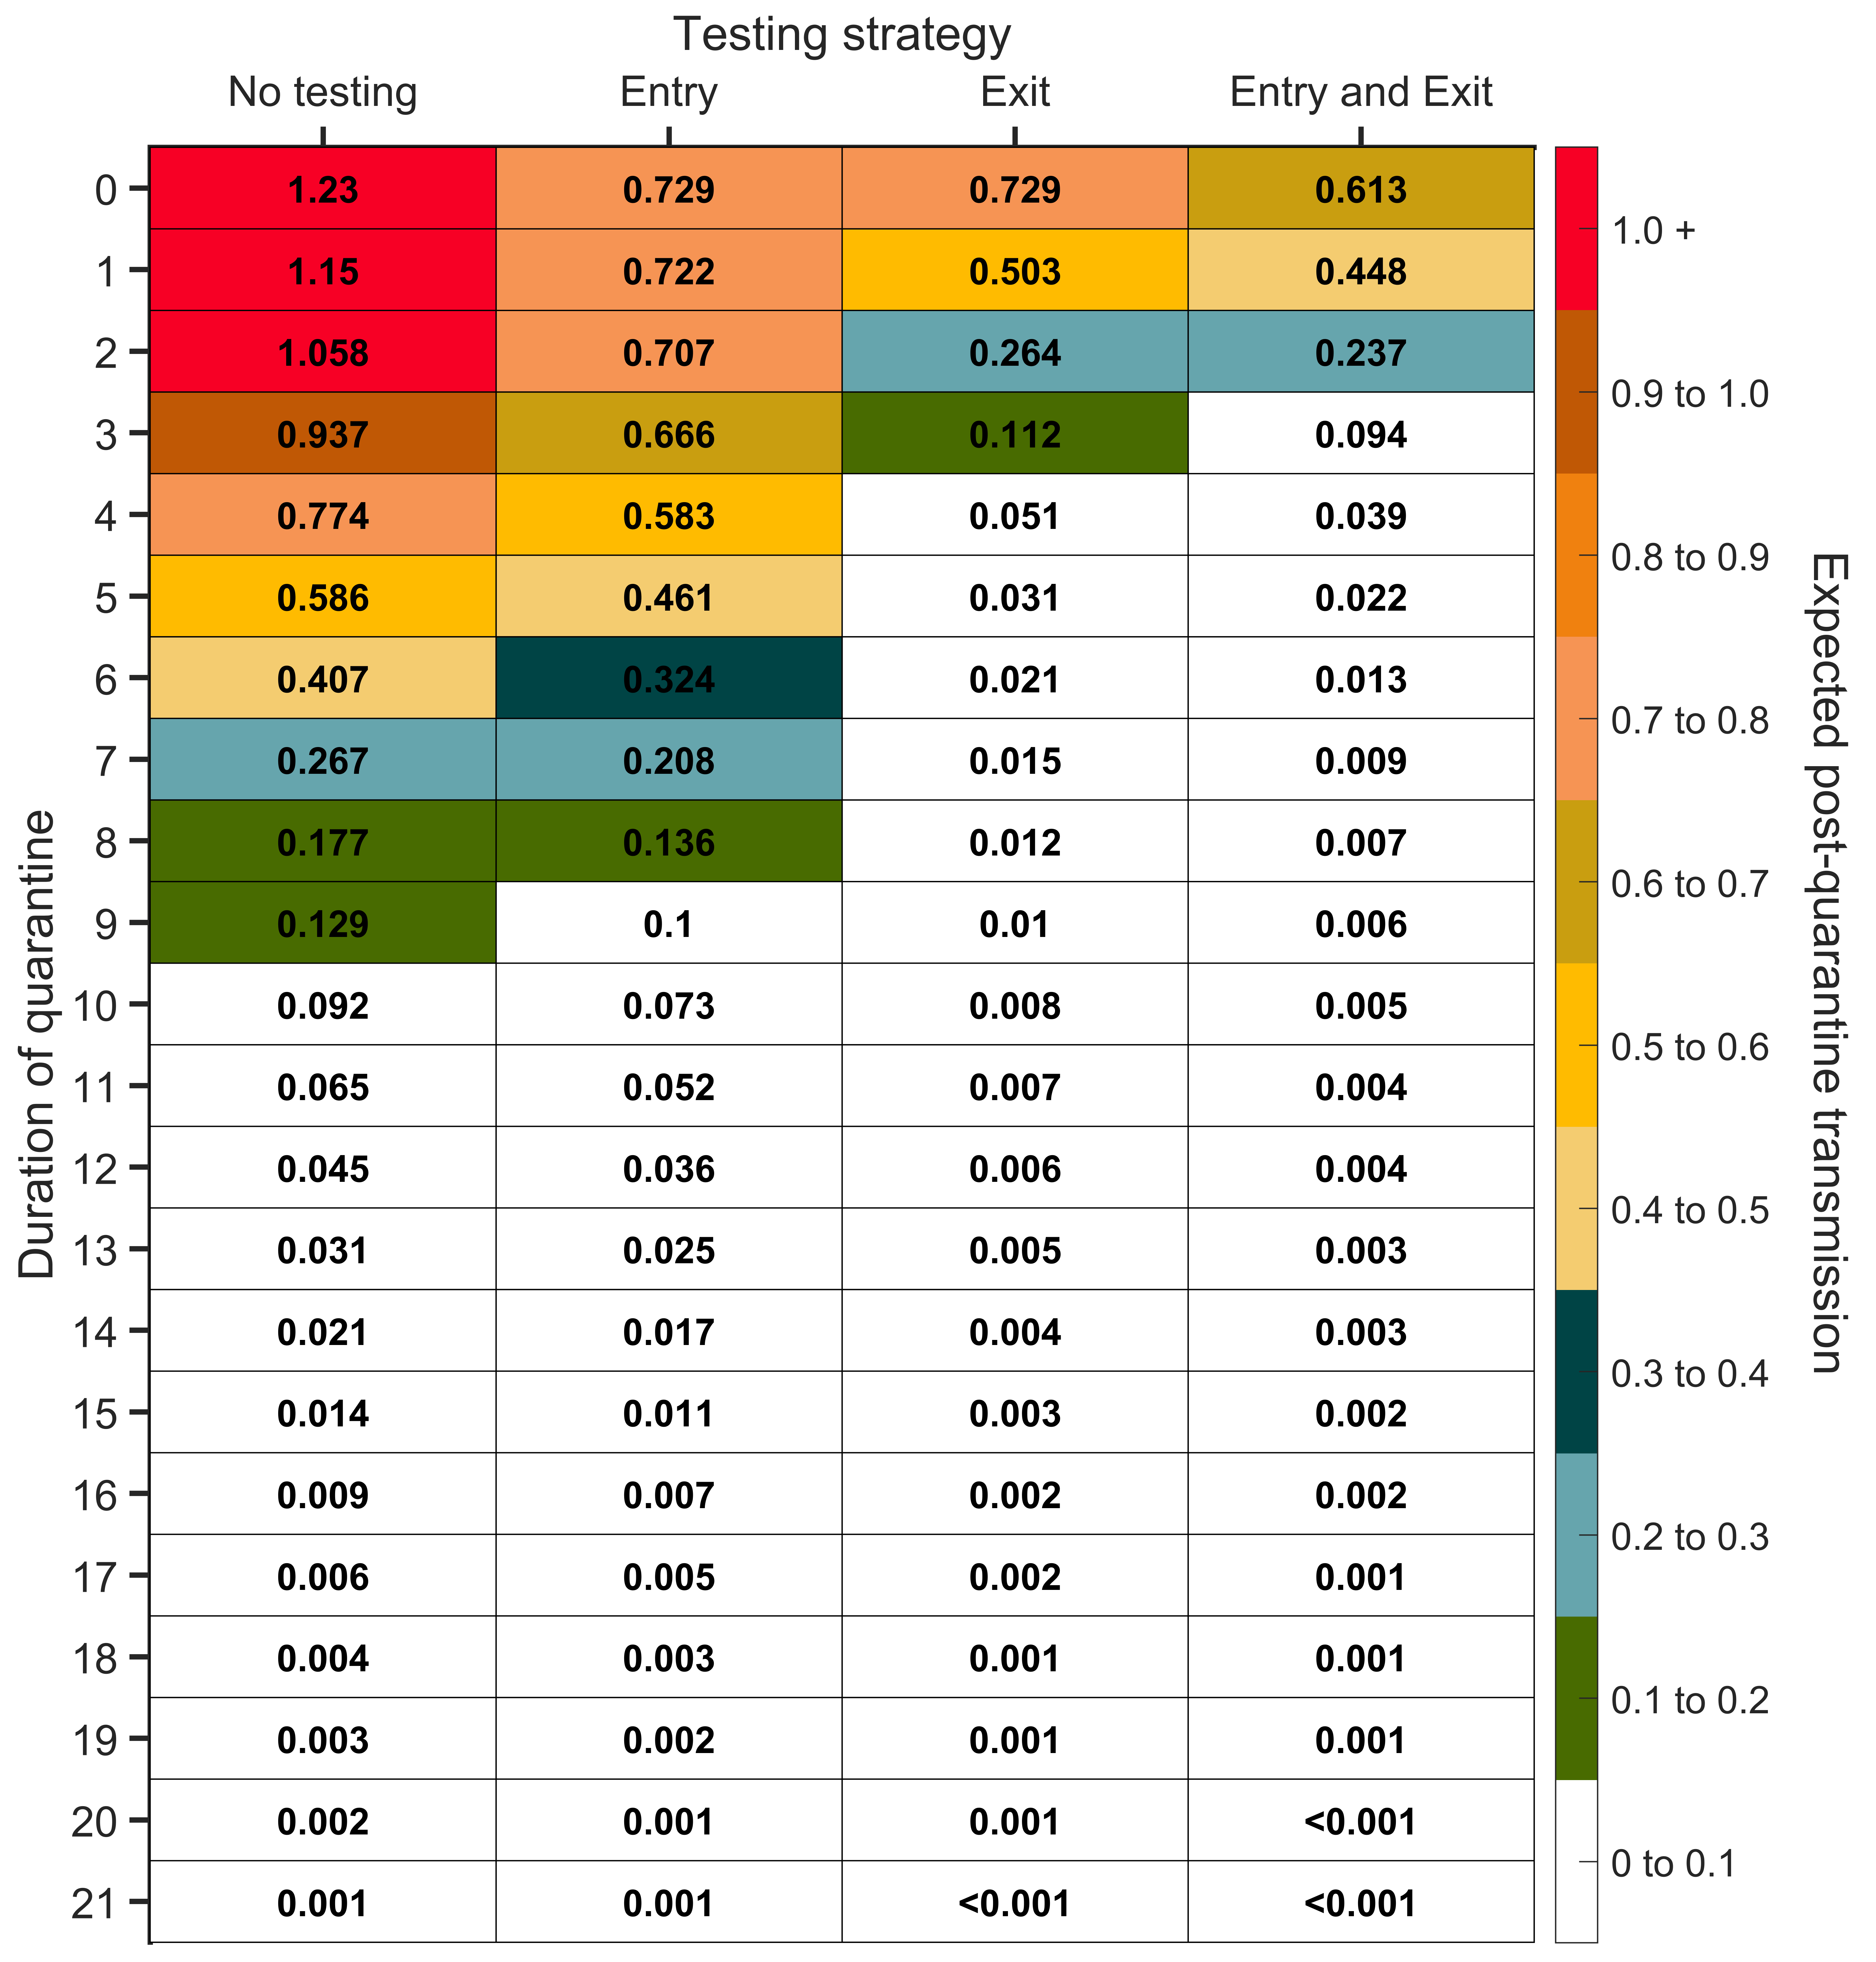 Testing strategy
No testing Entry Exit Entry and Exit
0 1.23 0.729 0.729 0.613
1 1.15 0.722 0.503 0.448
2 1.058 0.707 0.264 0.237
3 0.937 0.666 0.112 0.094
4 0.774 0.583 0.051 0.039
5 0.586 0.461 0.031 0.022
6 0.407 0.324 0.021 0.013
7 0.267 0.208 0.015 0.009
8 0.177 0.136 0.012 0.007
9 0.129 0.1 0.01 0.006
10 0.092 0.073 0.008 0.005
11 0.065 0.052 0.007 0.004
12 0.045 0.036 0.006 0.004
13 0.031 0.025 0.005 0.003
14 0.021 0.017 0.004 0.003
15 0.014 0.011 0.003 0.002
16 0.009 0.007 0.002 0.002
17 0.006 0.005 0.002 0.001
18 0.004 0.003 0.001 0.001
19 0.003 0.002 0.001 0.001
20 0.002 0.001 0.001 <0.001
21 0.001 0.001 <0.001 <0.001
Duration of quarantine
1.0 +
0.9 to 1.0
0.8 to 0.9
0.7 to 0.8
0.6 to 0.7
0.5 to 0.6
0.4 to 0.5
0.3 to 0.4
0.2 to 0.3
0.1 to 0.2
0 to 0.1
Expected post-quarantine transmission